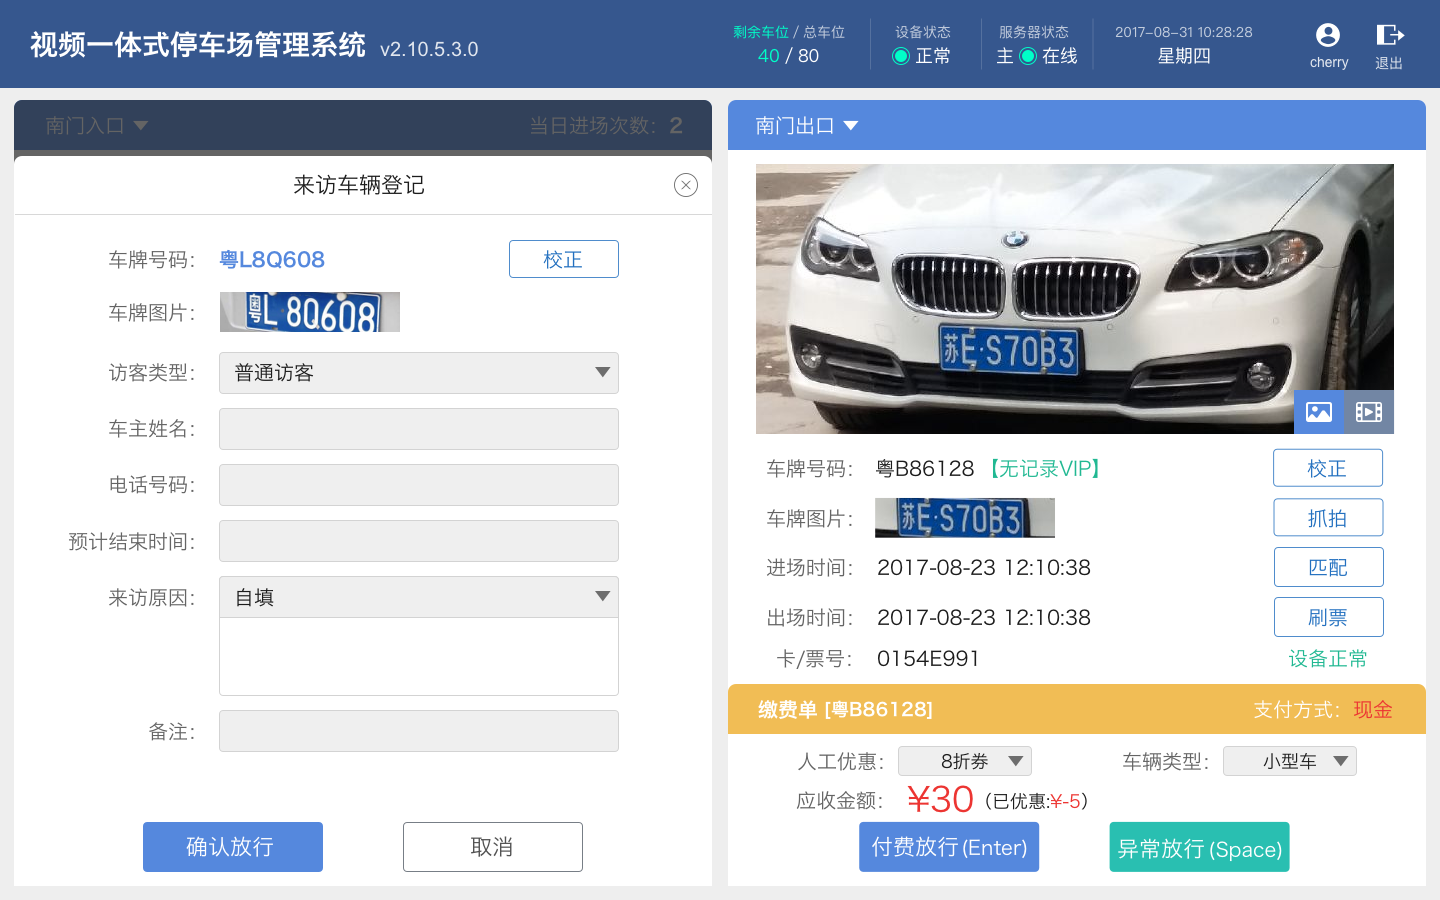 视频一体式停车场管理系统 v2.10.5.3.0
剩余车位 / 总车位
40 / 80
设备状态
正常
服务器状态
主 在线
2017-08-31 10:28:28
星期四
cherry
退出
南门入口
当日进场次数：2
来访车辆登记
车牌号码：粤L8Q608
校正
车牌图片：粤L 8Q608
访客类型：普通访客
车主姓名：
电话号码：
预计结束时间：
来访原因：自填
备注：
确认放行
取消
南门出口
苏E·S70B3
车牌号码：粤B86128【无记录VIP】
校正
车牌图片：苏E·S70B3
抓拍
进场时间：2017-08-23 12:10:38
匹配
出场时间：2017-08-23 12:10:38
刷票
卡/票号：0154E991
设备正常
缴费单 [粤B86128]
支付方式：现金
人工优惠：8折券
车辆类型：小型车
应收金额：¥30（已优惠:¥-5）
付费放行(Enter)
异常放行(Space)